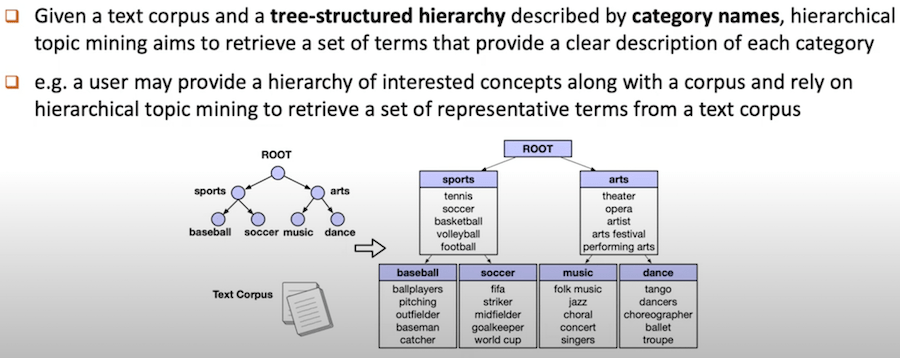 Given a text corpus and a tree-structured hierarchy described by category names, hierarchical
topic mining aims to retrieve a set of terms that provide a clear description of each category
e.g. a user may provide a hierarchy of interested concepts along with a corpus and rely on
hierarchical topic mining to retrieve a set of representative terms from a text corpus
ROOT
sports
arts
baseball soccer music dance
Text Corpus
ROOT
sports
tennis
soccer
basketball
volleyball
football
arts
theater
opera
artist
arts festival
performing arts
baseball
ballplayers
pitching
outfielder
baseman
catcher
soccer
fifa
striker
midfielder
goalkeeper
world cup
music
folk music
jazz
choral
concert
singers
dance
tango
dancers
choreographer
ballet
troupe